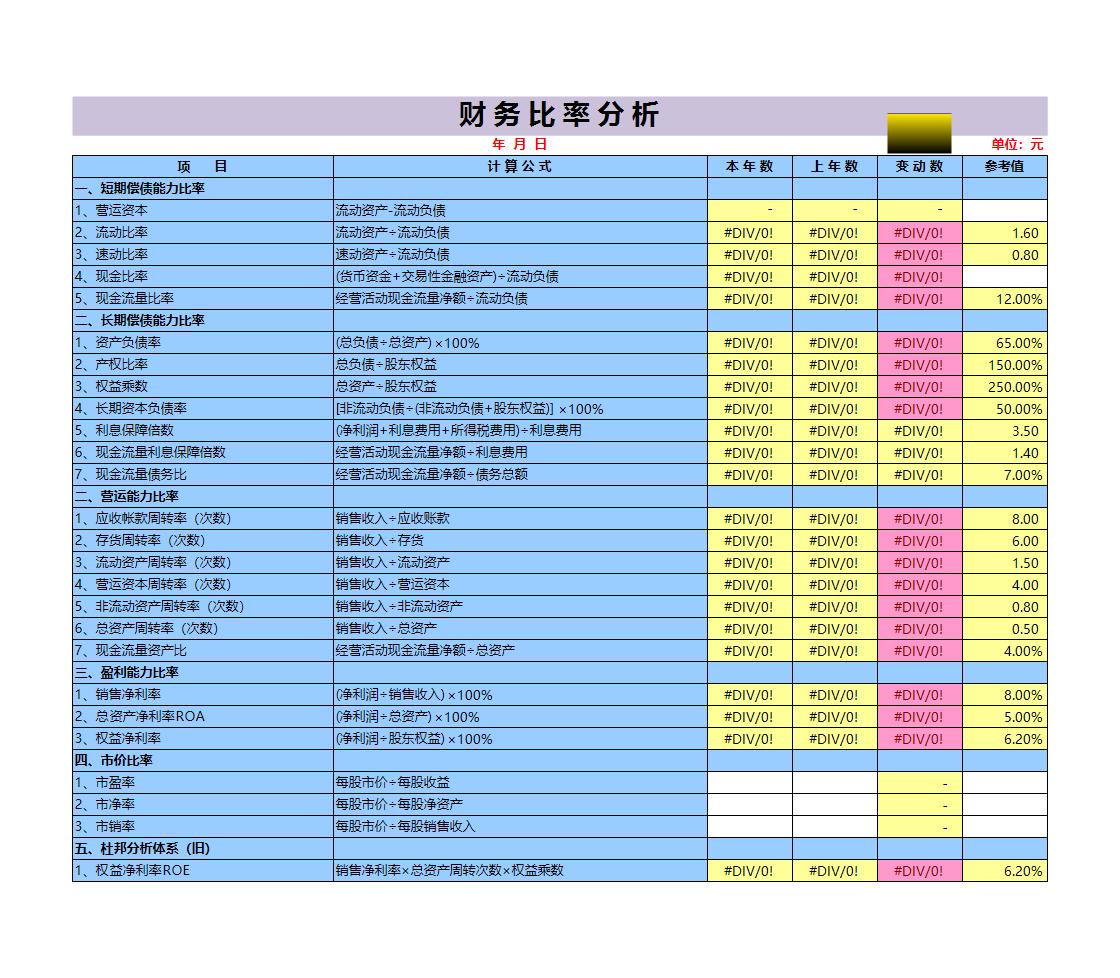 财务比率分析
年 月 日 单位：元
项 目 计算公式 本年数 上年数 变动数 参考值
一、短期偿债能力比率
1、营运资本 流动资产-流动负债 - - -
2、流动比率 流动资产÷流动负债 #DIV/0! #DIV/0! #DIV/0! 1.60
3、速动比率 速动资产÷流动负债 #DIV/0! #DIV/0! #DIV/0! 0.80
4、现金比率 (货币资金+交易性金融资产)÷流动负债 #DIV/0! #DIV/0! #DIV/0!
5、现金流量比率 经营活动现金流量净额÷流动负债 #DIV/0! #DIV/0! #DIV/0! 12.00%
二、长期偿债能力比率
1、资产负债率 (总负债÷总资产)×100% #DIV/0! #DIV/0! #DIV/0! 65.00%
2、产权比率 总负债÷股东权益 #DIV/0! #DIV/0! #DIV/0! 150.00%
3、权益乘数 总资产÷股东权益 #DIV/0! #DIV/0! #DIV/0! 250.00%
4、长期资本负债率 [非流动负债÷(非流动负债+股东权益)]×100% #DIV/0! #DIV/0! #DIV/0! 50.00%
5、利息保障倍数 (净利润+利息费用+所得税费用)÷利息费用 #DIV/0! #DIV/0! #DIV/0! 3.50
6、现金流量利息保障倍数 经营活动现金流量净额÷利息费用 #DIV/0! #DIV/0! #DIV/0! 1.40
7、现金流量债务比 经营活动现金流量净额÷债务总额 #DIV/0! #DIV/0! #DIV/0! 7.00%
二、营运能力比率
1、应收帐款周转率（次数） 销售收入÷应收账款 #DIV/0! #DIV/0! #DIV/0! 8.00
2、存货周转率（次数） 销售收入÷存货 #DIV/0! #DIV/0! #DIV/0! 6.00
3、流动资产周转率（次数） 销售收入÷流动资产 #DIV/0! #DIV/0! #DIV/0! 1.50
4、营运资本周转率（次数） 销售收入÷营运资本 #DIV/0! #DIV/0! #DIV/0! 4.00
5、非流动资产周转率（次数） 销售收入÷非流动资产 #DIV/0! #DIV/0! #DIV/0! 0.80
6、总资产周转率（次数） 销售收入÷总资产 #DIV/0! #DIV/0! #DIV/0! 0.50
7、现金流量资产比 经营活动现金流量净额÷总资产 #DIV/0! #DIV/0! #DIV/0! 4.00%
三、盈利能力比率
1、销售净利率 (净利润÷销售收入)×100% #DIV/0! #DIV/0! #DIV/0! 8.00%
2、总资产净利率ROA (净利润÷总资产)×100% #DIV/0! #DIV/0! #DIV/0! 5.00%
3、权益净利率 (净利润÷股东权益)×100% #DIV/0! #DIV/0! #DIV/0! 6.20%
四、市价比率
1、市盈率 每股市价÷每股收益 -
2、市净率 每股市价÷每股净资产 -
3、市销率 每股市价÷每股销售收入 -
五、杜邦分析体系（旧）
1、权益净利率ROE 销售净利率×总资产周转次数×权益乘数 #DIV/0! #DIV/0! #DIV/0! 6.20%